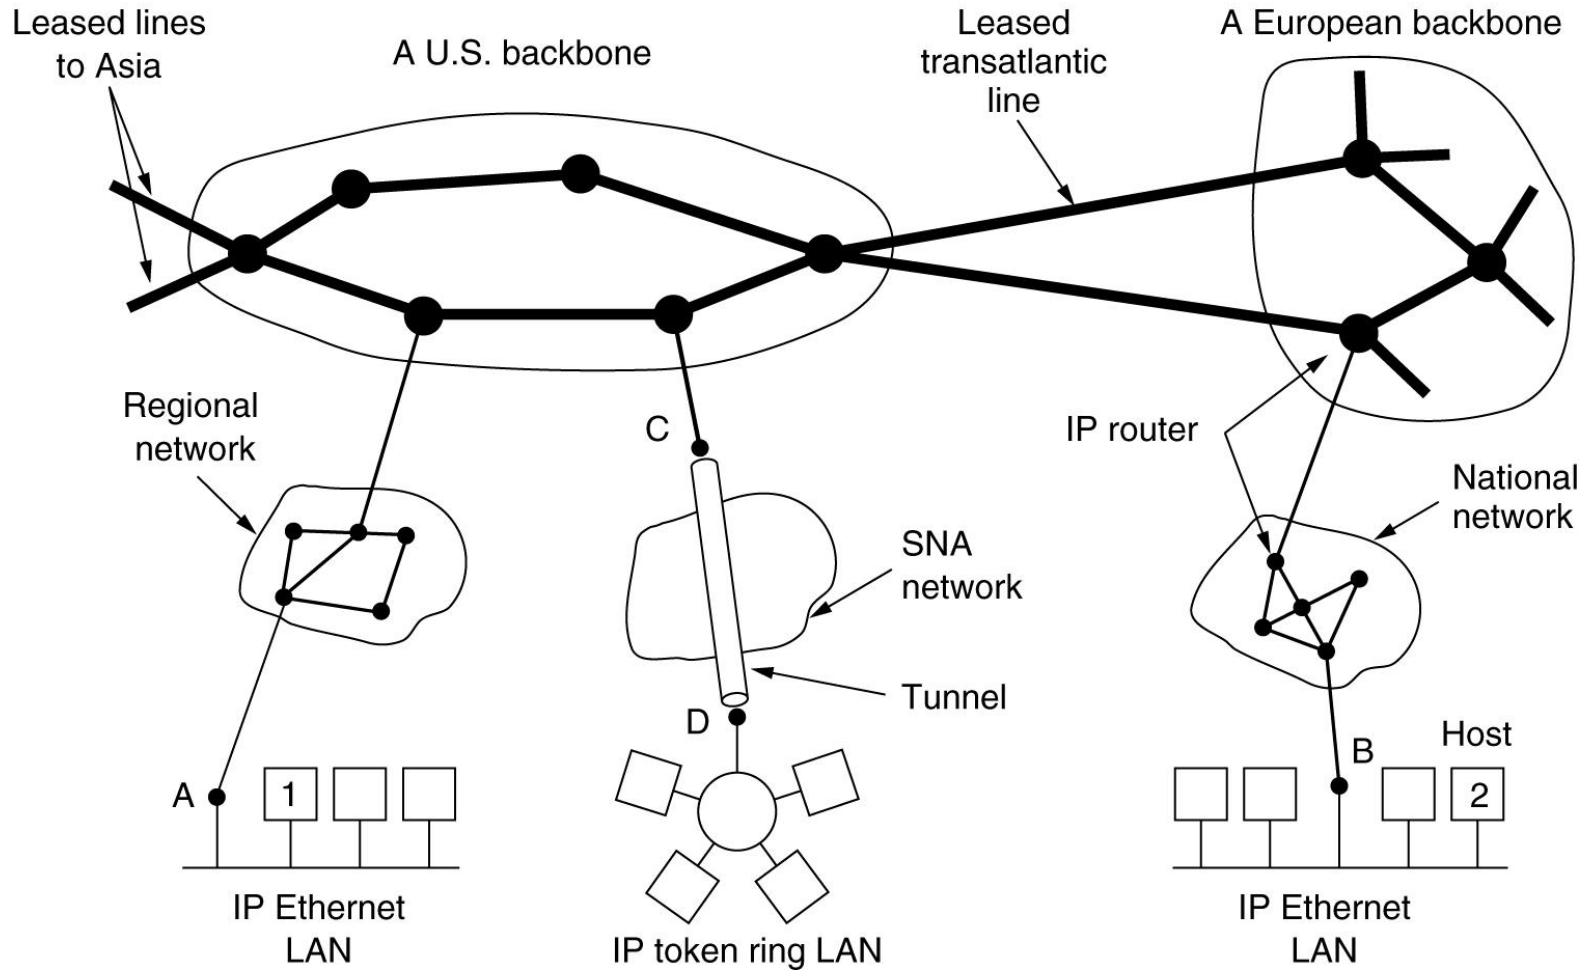 Leased lines
to Asia
A U.S. backbone
Leased
transatlantic
line
A European backbone
Regional
network
C
IP router
National
network
SNA
network
Tunnel
D
A
1
B
Host
2
IP Ethernet
LAN
IP token ring LAN
IP Ethernet
LAN